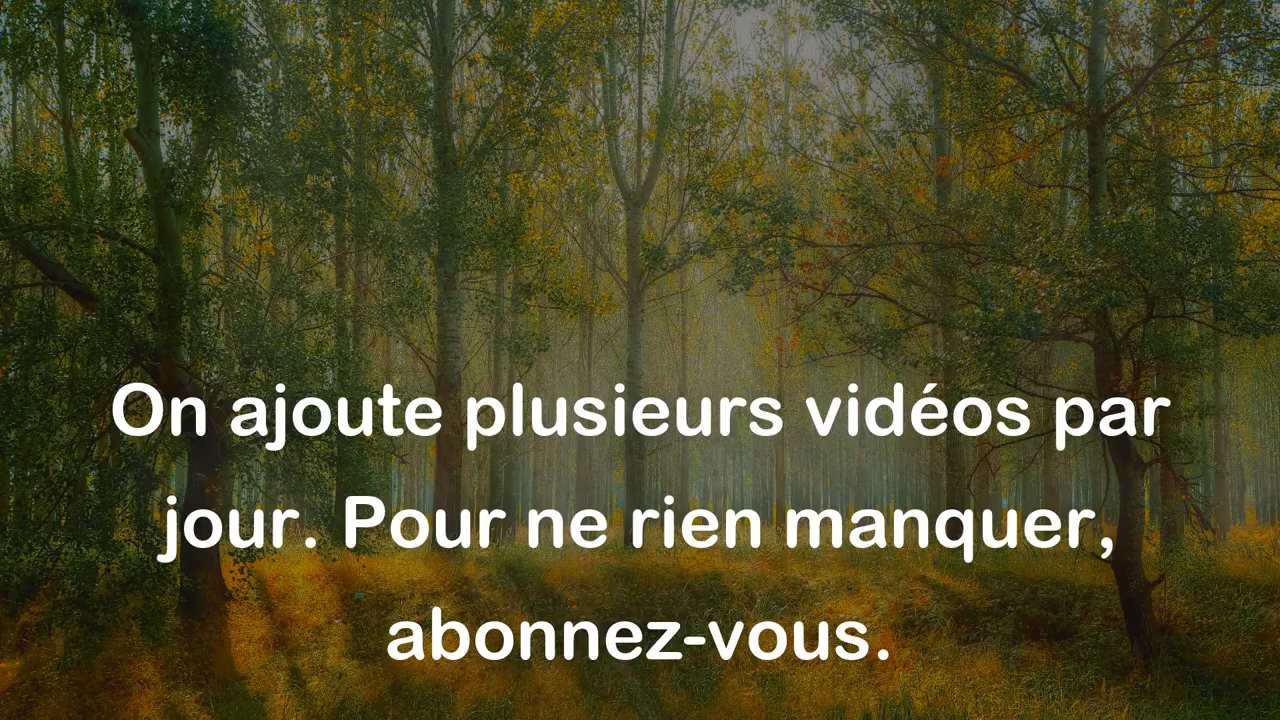 On ajoute plusieurs vidéos par
jour. Pour ne rien manquer,
abonnez-vous.